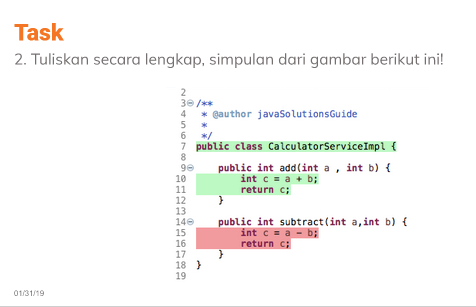 Task
2. Tuliskan secara lengkap, simpulan dari gambar berikut ini!
2
3 /**
4 * @author javaSolutionsGuide
5 *
6 */
7 public class CalculatorServiceImpl {
8
9 public int add(int a , int b) {
10 int c = a + b;
11 return c;
12 }
13
14 public int subtract(int a,int b) {
15 int c = a - b;
16 return c;
17 }
18 }
19
01/31/19